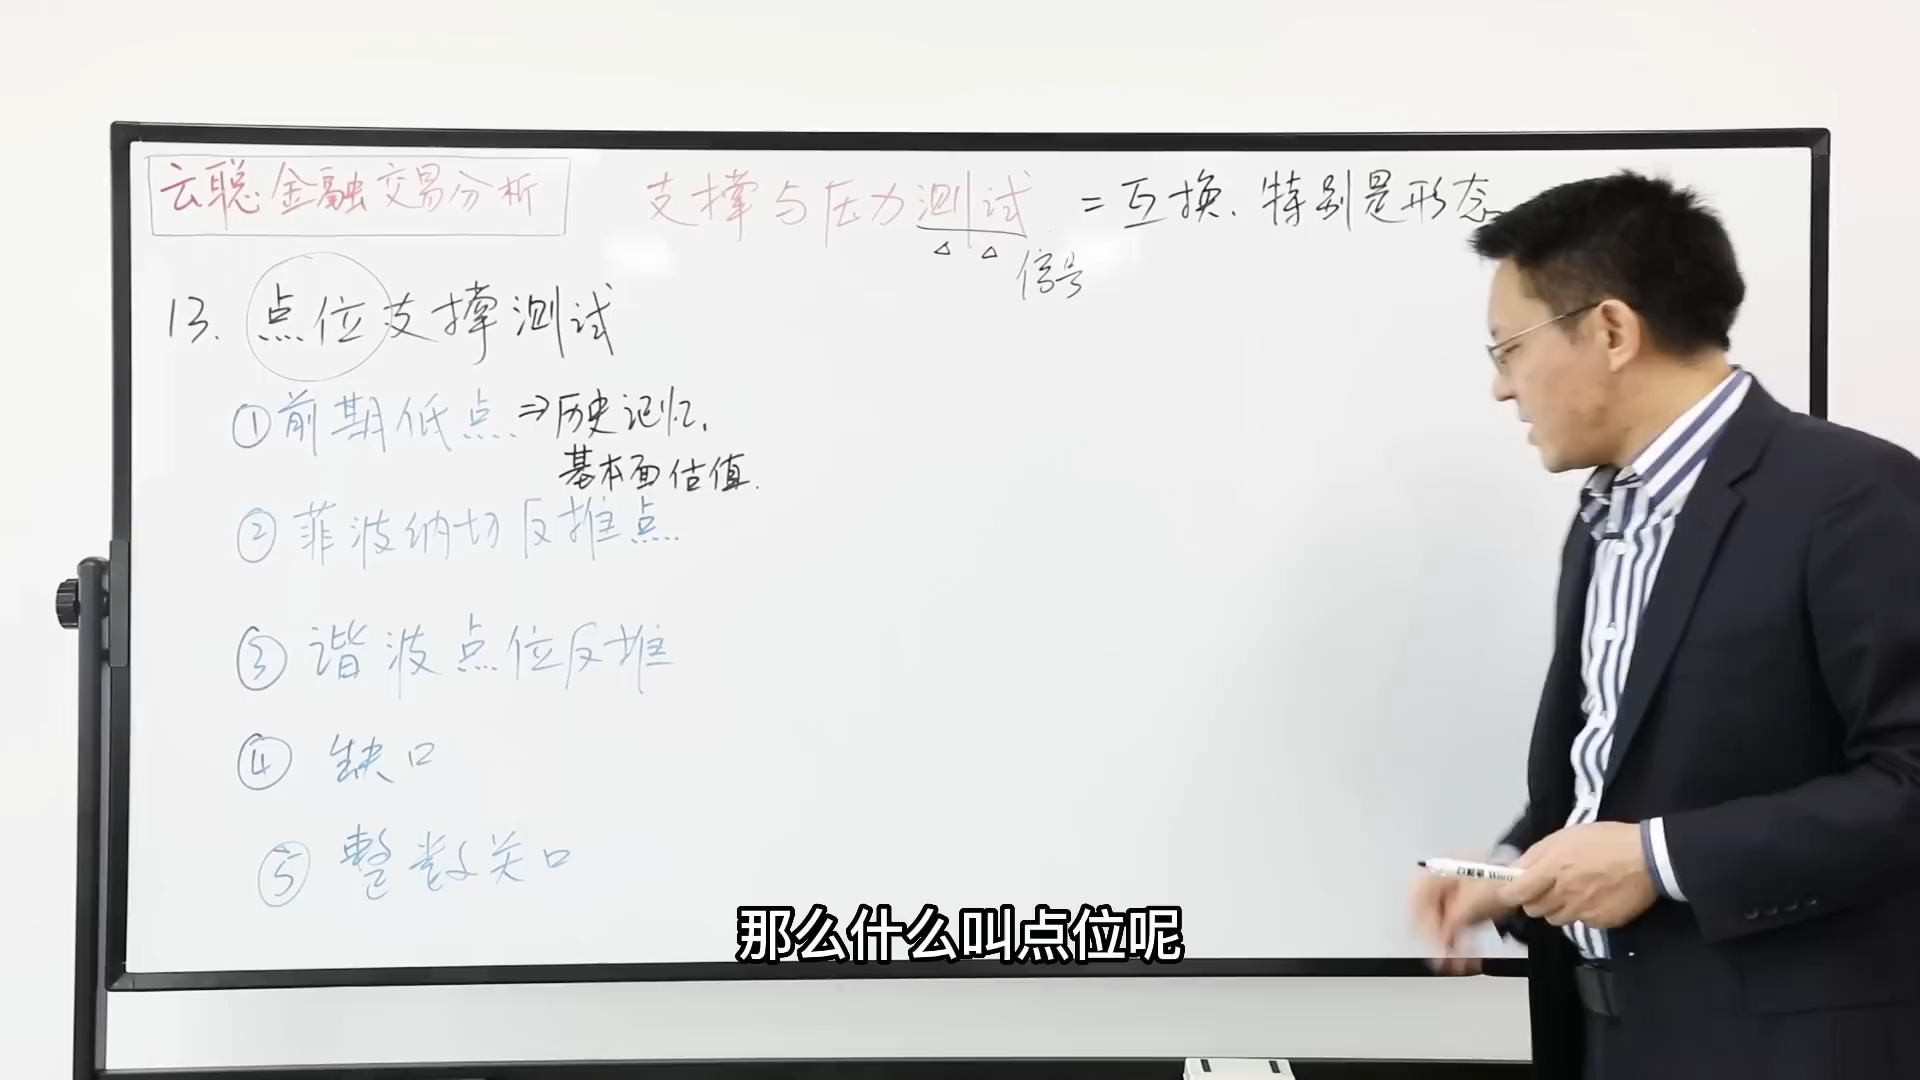 云聪金融交易分析
支撑与压力测试 = 互换. 特别是形态
信号
13. 点位支撑测试
① 前期低点 ⇒ 历史记忆.
基本面估值.
② 菲波纳切反推点
③ 谐波点位反推
④ 缺口
⑤ 整数关口
那么什么叫点位呢